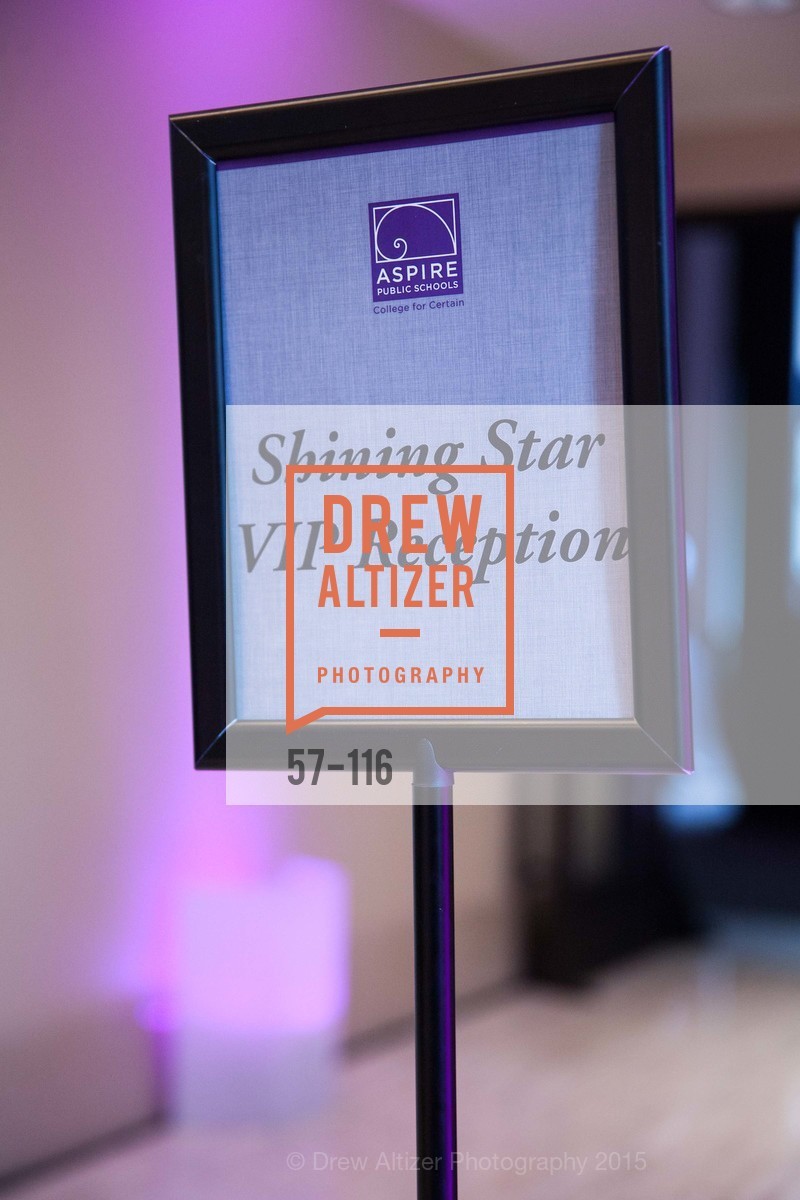 ASPIRE
PUBLIC SCHOOLS
College for Certain
Shining Star
VIP Reception
DREW
ALTIZER
PHOTOGRAPHY
57-116
© Drew Altizer Photography 2015